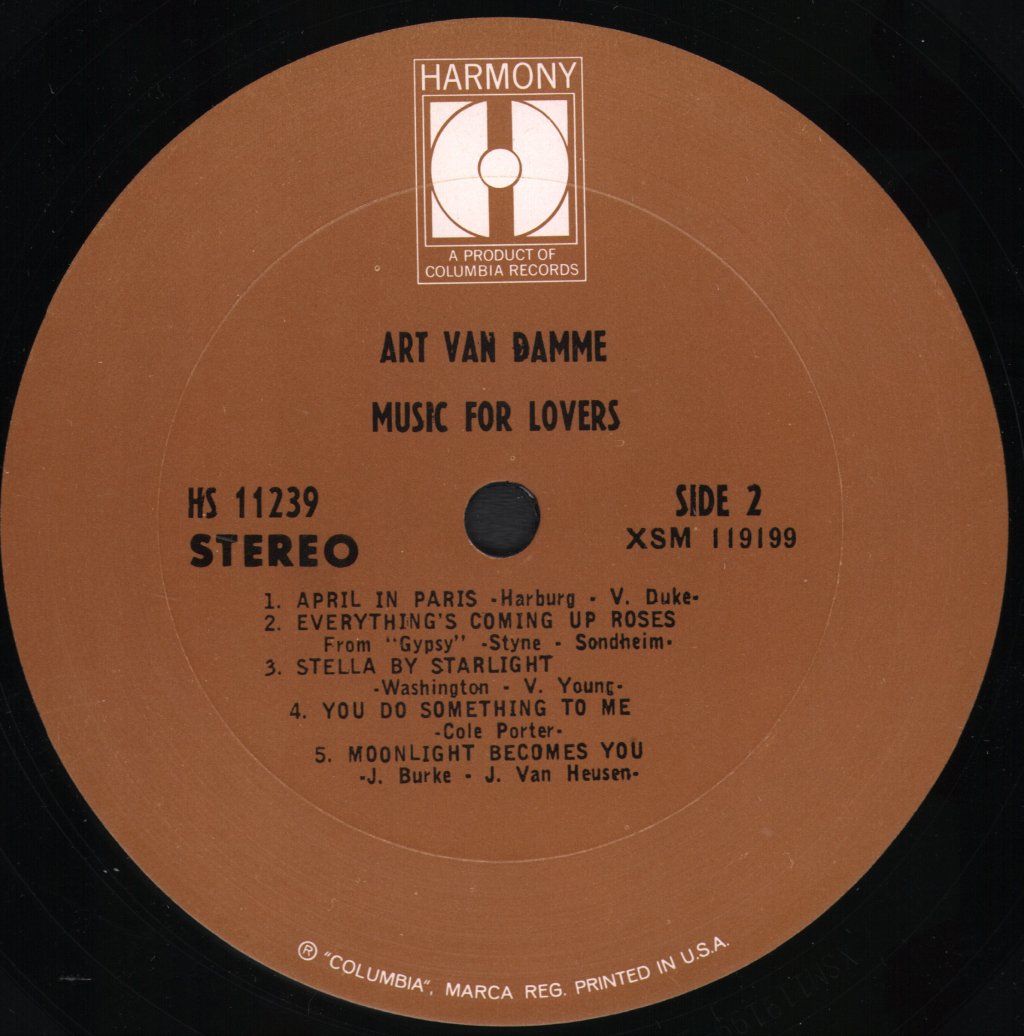 HARMONY
A PRODUCT OF
COLUMBIA RECORDS
ART VAN DAMME
MUSIC FOR LOVERS
HS 11239
STEREO
SIDE 2
XSM 119199
1. APRIL IN PARIS -Harburg - V. Duke-
2. EVERYTHING'S COMING UP ROSES
From "Gypsy" -Styne - Sondheim-
3. STELLA BY STARLIGHT
-Washington - V. Young-
4. YOU DO SOMETHING TO ME
-Cole Porter-
5. MOONLIGHT BECOMES YOU
-J. Burke - J. Van Heusen-
® "COLUMBIA", MARCA REG. PRINTED IN U.S.A.